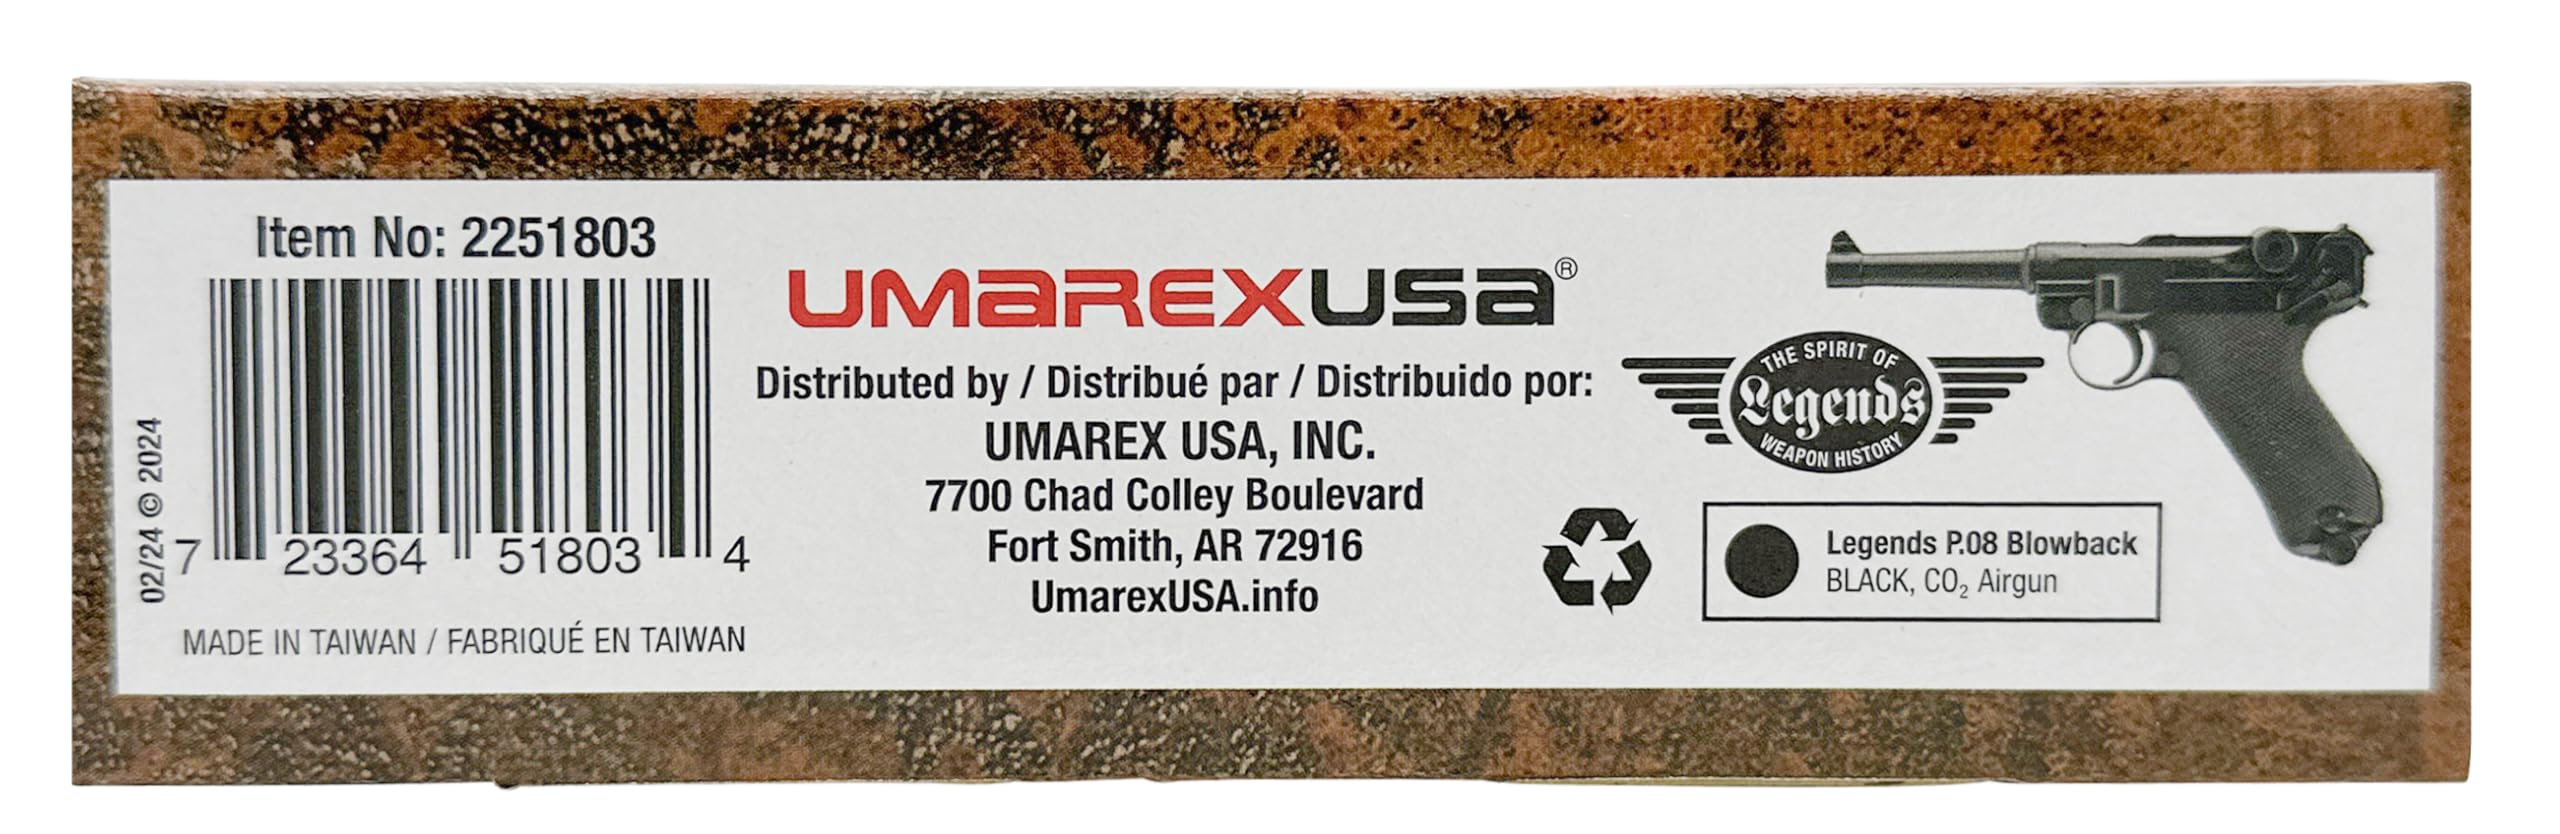 Item No: 2251803
7 23364 51803 4
02/24 © 2024
MADE IN TAIWAN / FABRIQUÉ EN TAIWAN
UMAREXUSA®
Distributed by / Distribué par / Distribuido por:
UMAREX USA, INC.
7700 Chad Colley Boulevard
Fort Smith, AR 72916
UmarexUSA.info
THE SPIRIT OF
Legends
WEAPON HISTORY
Legends P.08 Blowback
BLACK, CO₂ Airgun